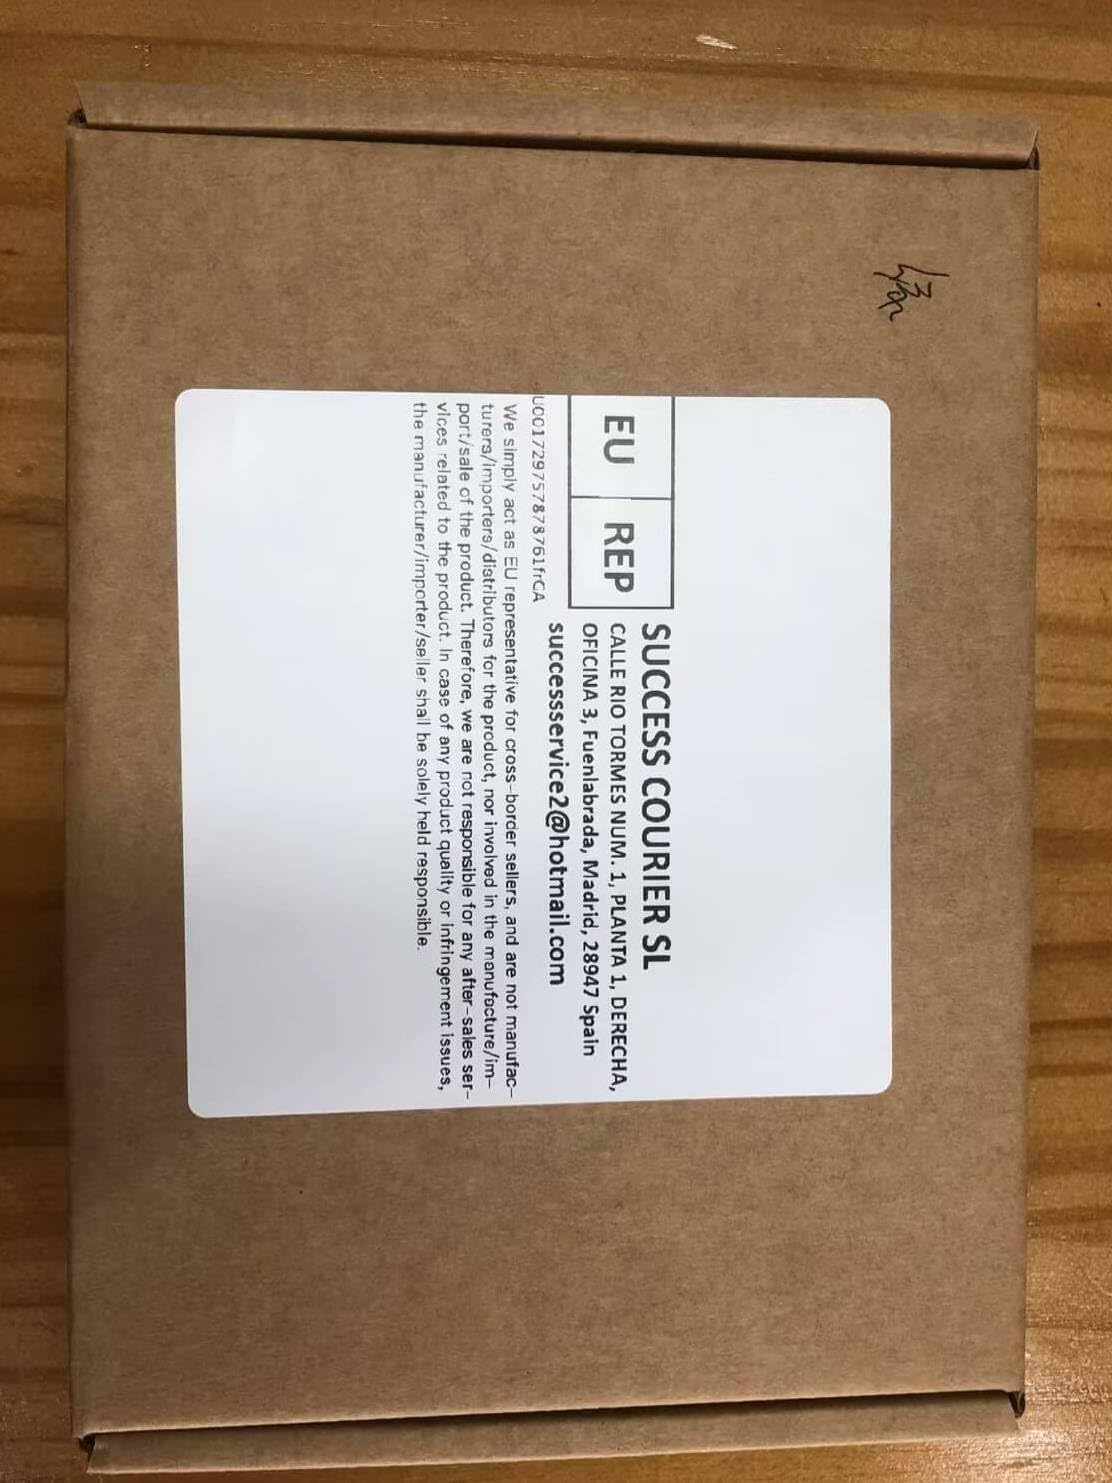 EU REP
SUCCESS COURIER SL
CALLE RIO TORMES NUM. 1, PLANTA 1, DERECHA,
OFICINA 3, Fuenlabrada, Madrid, 28947 Spain
successservice2@hotmail.com
U001729757878761frCA
We simply act as EU representative for cross-border sellers, and are not manufac-
turers/importers/distributors for the product, nor involved in the manufacture/im-
port/sale of the product. Therefore, we are not responsible for any after-sales ser-
vices related to the product. In case of any product quality or infringement issues,
the manufacturer/importer/seller shall be solely held responsible.